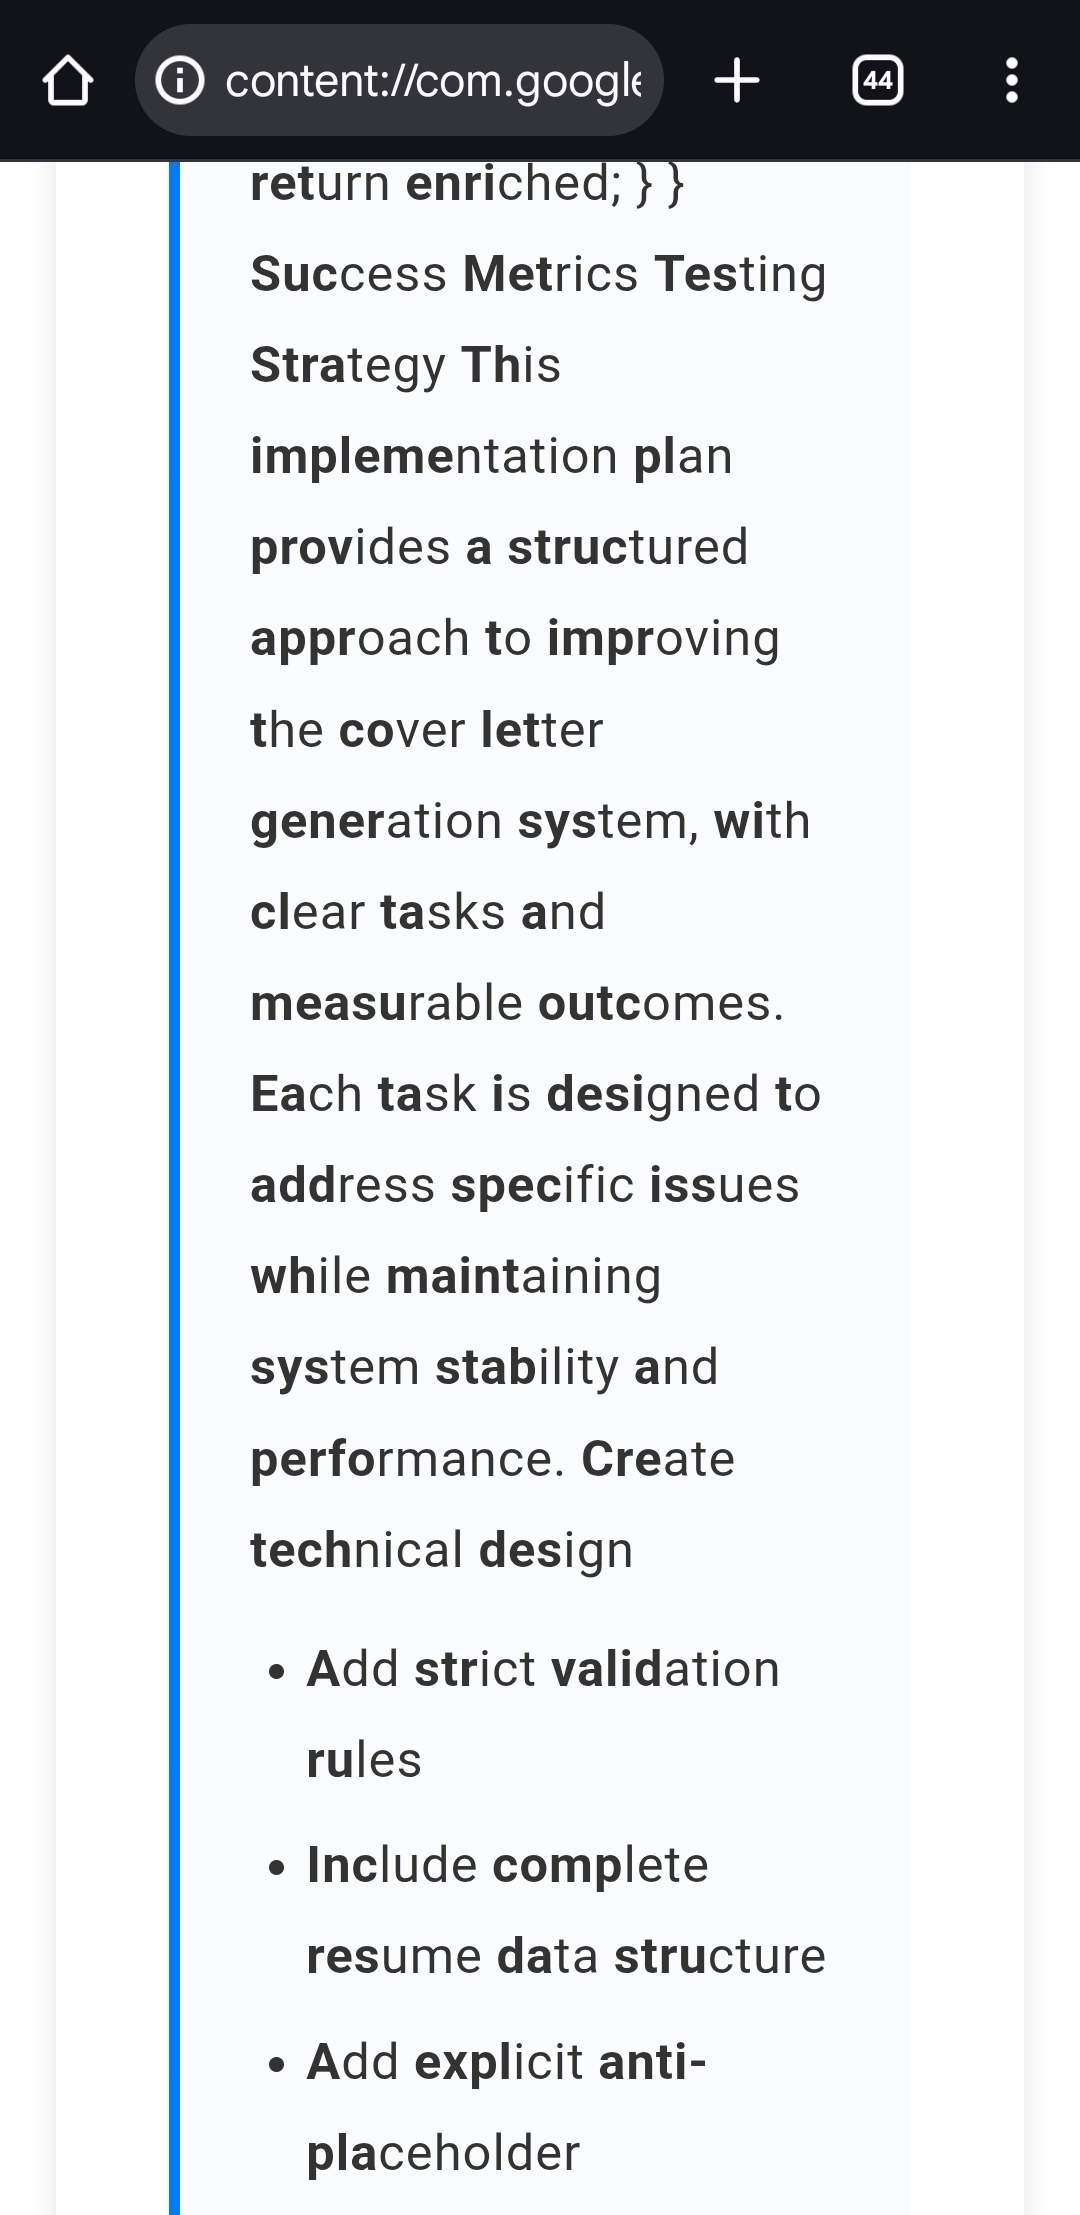 content://com.google
44
return enriched; } }
Success Metrics Testing
Strategy This
implementation plan
provides a structured
approach to improving
the cover letter
generation system, with
clear tasks and
measurable outcomes.
Each task is designed to
address specific issues
while maintaining
system stability and
performance. Create
technical design
• Add strict validation
rules
• Include complete
resume data structure
• Add explicit anti-
placeholder